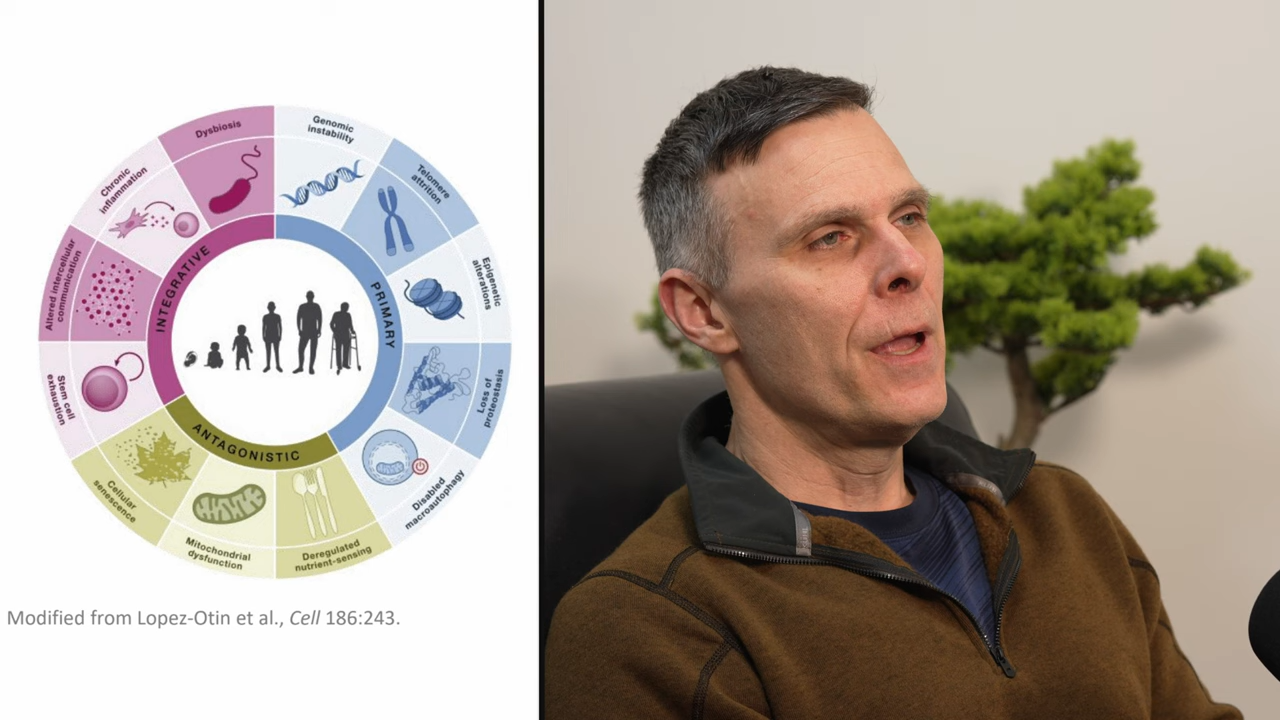 Dysbiosis
Genomic
instability
Telomere
attrition
Epigenetic
alterations
Loss of
proteostasis
Disabled
macroautophagy
Deregulated
nutrient-sensing
Mitochondrial
dysfunction
Cellular
senescence
Stem cell
exhaustion
Altered intercellular
communication
Chronic
inflammation
INTEGRATIVE
PRIMARY
ANTAGONISTIC
Modified from Lopez-Otin et al., Cell 186:243.